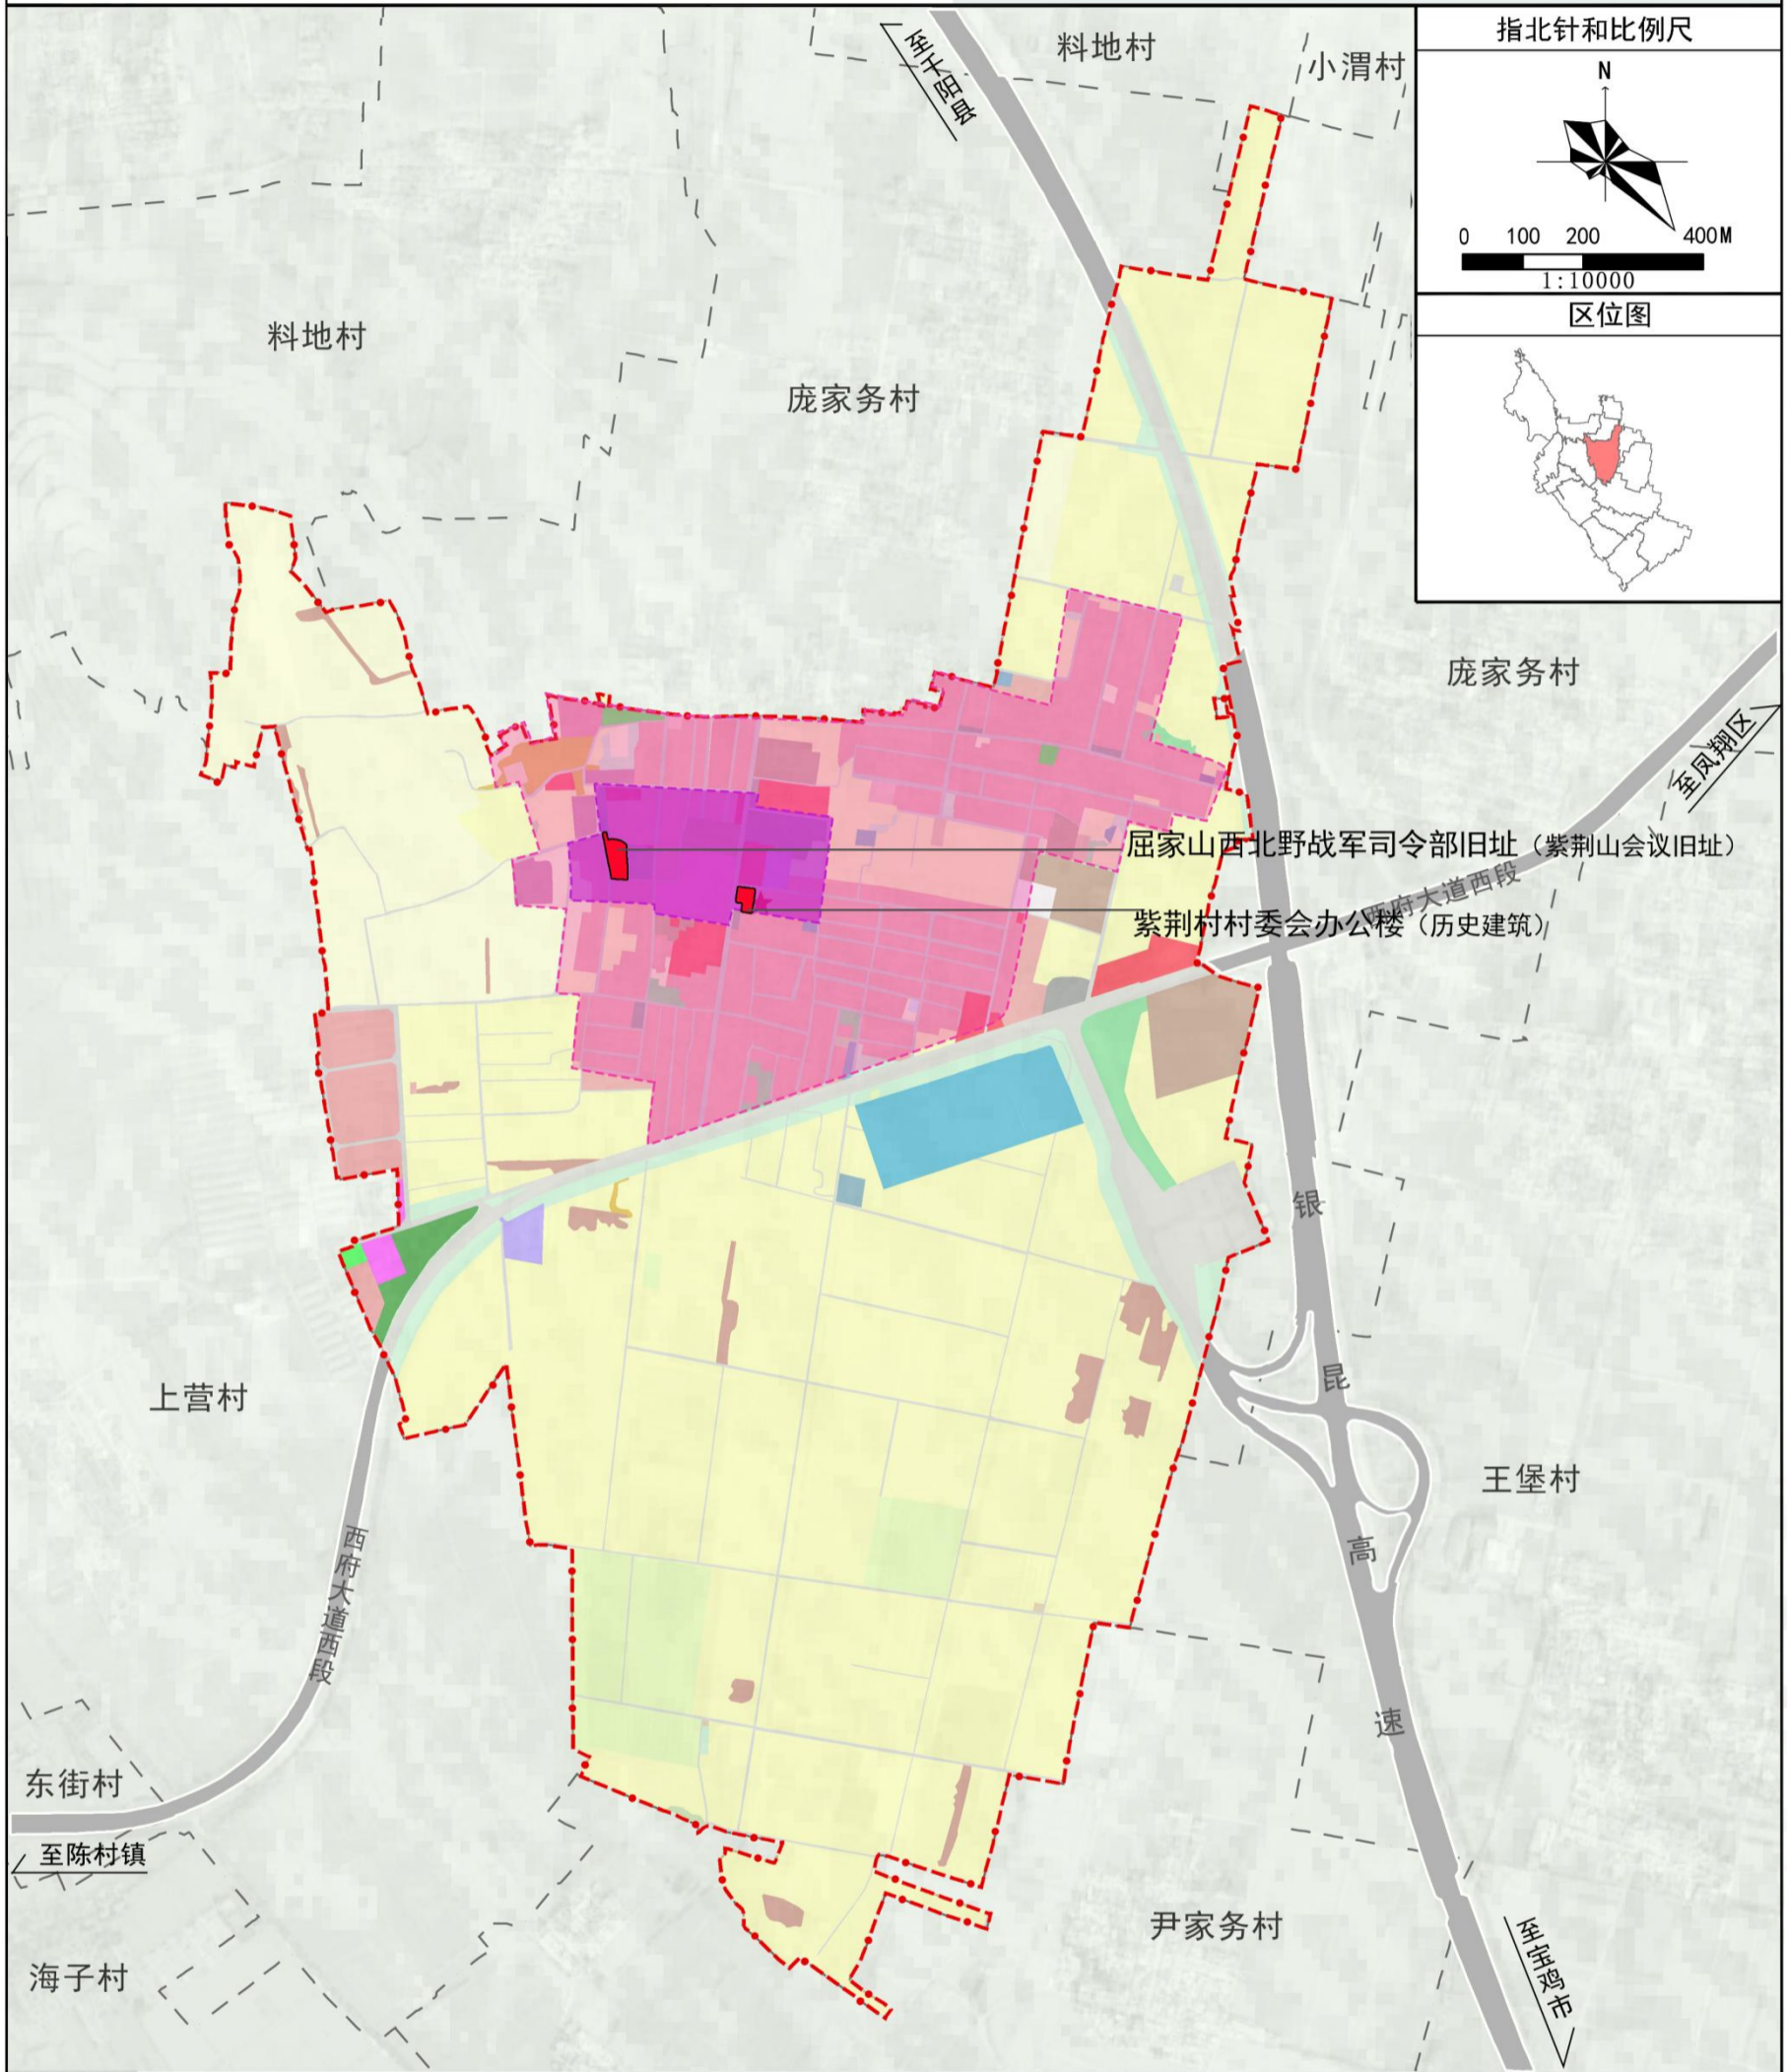 指北针和比例尺
N
0 100 200 400M
1:10000
区位图
至千阳县
料地村
小渭村
料地村
庞家务村
庞家务村
至凤翔区
屈家山西北野战军司令部旧址（紫荆山会议旧址）
西府大道西段
紫荆村村委会办公楼（历史建筑）
银昆高速
上营村
王堡村
西府大道西段
东街村
至陈村镇
尹家务村
海子村
至宝鸡市